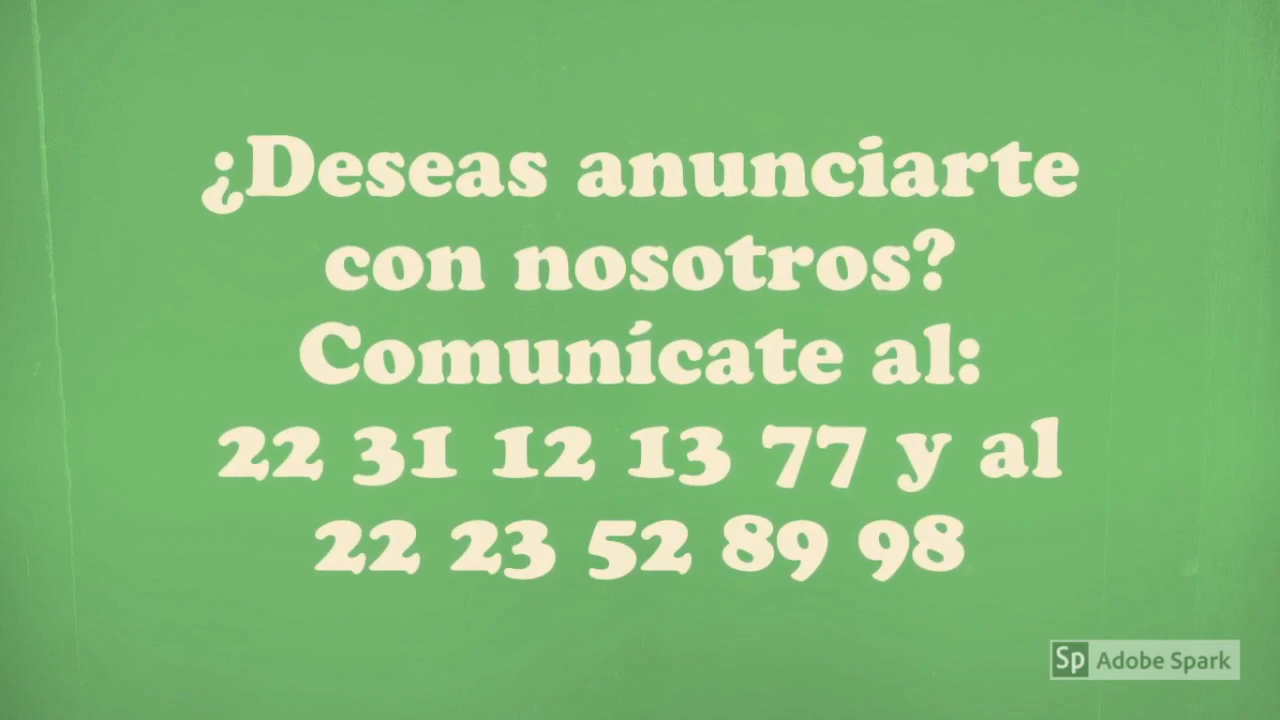 ¿Deseas anunciarte
con nosotros?
Comunícate al:
22 31 12 13 77 y al
22 23 52 89 98
Sp Adobe Spark